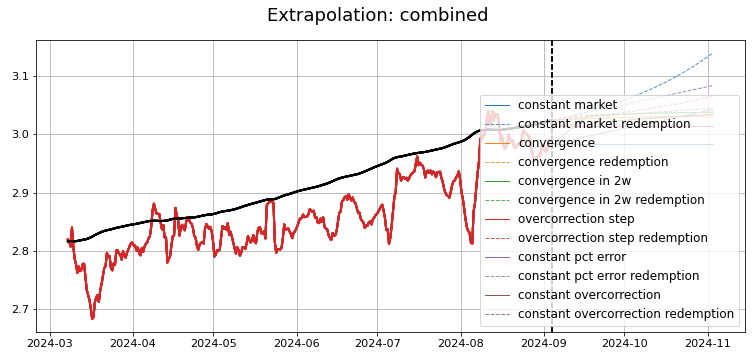 Extrapolation: combined
3.1
3.0
2.9
2.8
2.7
constant market
constant market redemption
convergence
convergence redemption
convergence in 2w
convergence in 2w redemption
overcorrection step
overcorrection step redemption
constant pct error
constant pct error redemption
constant overcorrection
constant overcorrection redemption
2024-03 2024-04 2024-05 2024-06 2024-07 2024-08 2024-09 2024-10 2024-11